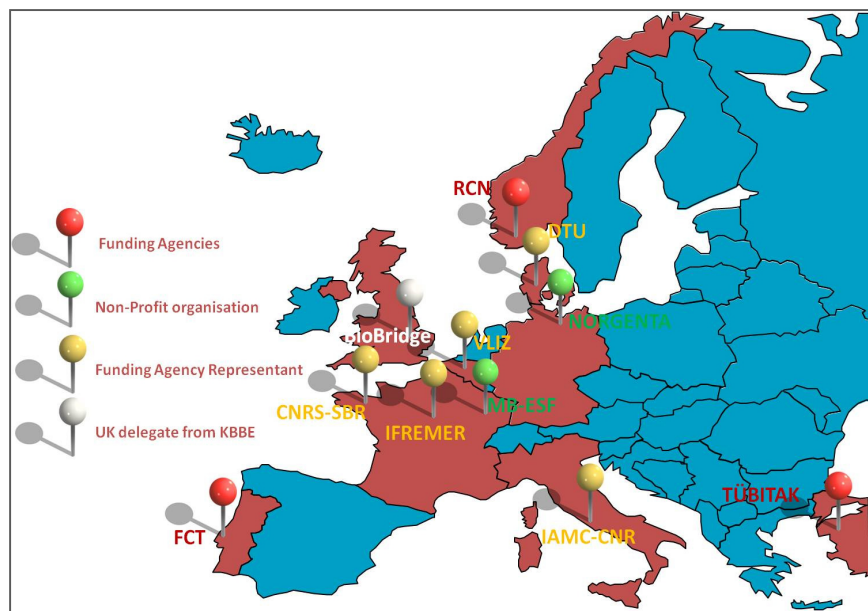 RCN
DTU
Funding Agencies
Non-Profit organisation
NORGENTA
BioBridge
VLIZ
Funding Agency Representant
CNRS-SBR
MB-ESF
IFREMER
UK delegate from KBBE
TÜBITAK
FCT
IAMC-CNR